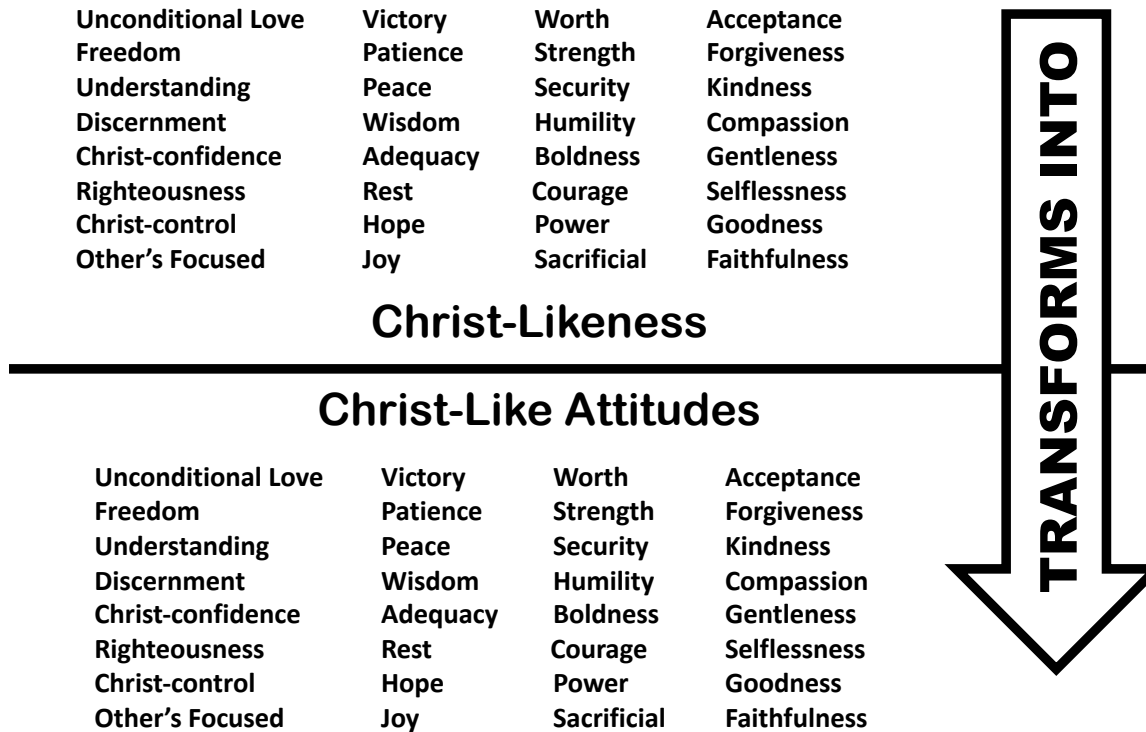 Unconditional Love Victory Worth Acceptance
Freedom Patience Strength Forgiveness
Understanding Peace Security Kindness
Discernment Wisdom Humility Compassion
Christ-confidence Adequacy Boldness Gentleness
Righteousness Rest Courage Selflessness
Christ-control Hope Power Goodness
Other's Focused Joy Sacrificial Faithfulness
Christ-Likeness
Christ-Like Attitudes
Unconditional Love Victory Worth Acceptance
Freedom Patience Strength Forgiveness
Understanding Peace Security Kindness
Discernment Wisdom Humility Compassion
Christ-confidence Adequacy Boldness Gentleness
Righteousness Rest Courage Selflessness
Christ-control Hope Power Goodness
Other's Focused Joy Sacrificial Faithfulness
TRANSFORMS INTO